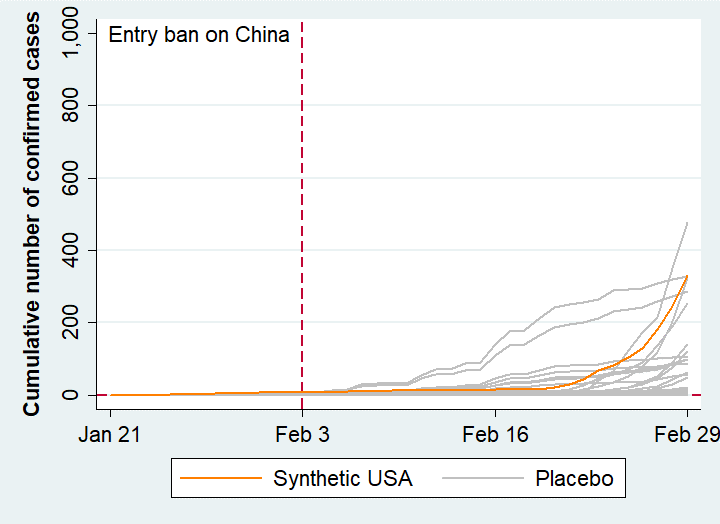 Cumulative number of confirmed cases
1,000
800
600
400
200
0
Entry ban on China
Jan 21
Feb 3
Feb 16
Feb 29
Synthetic USA
Placebo